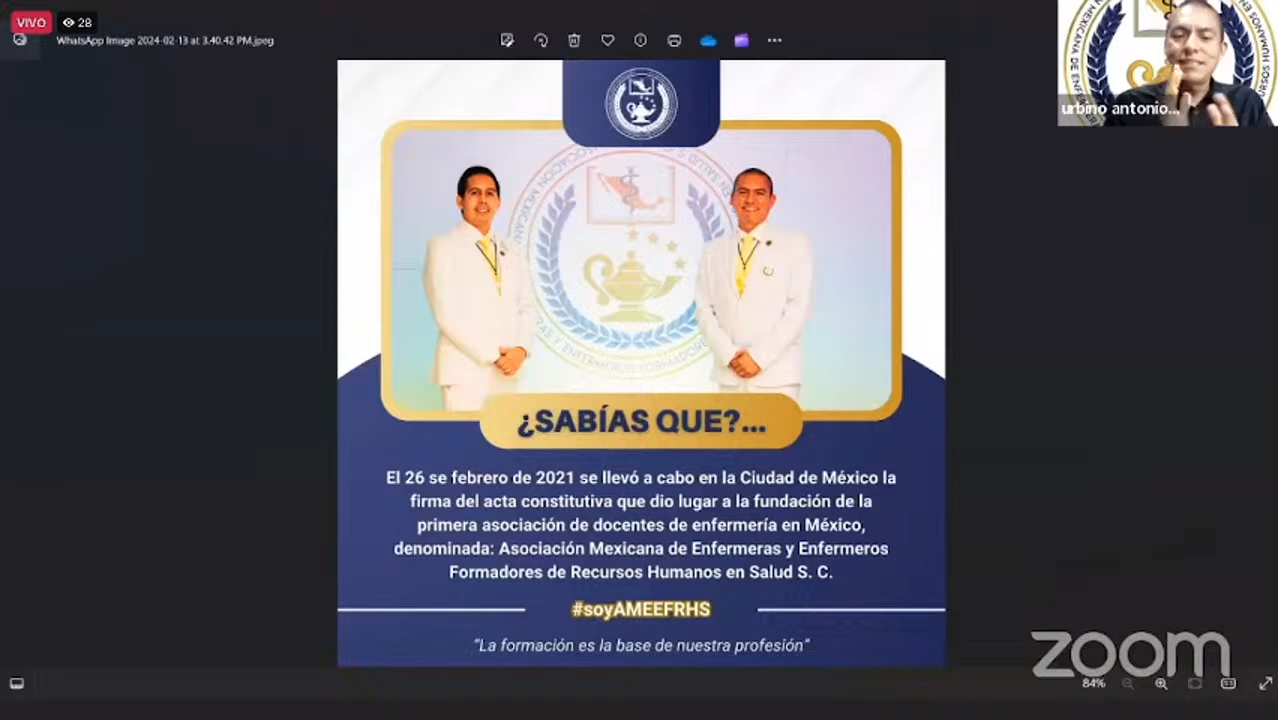 VIVO
28
WhatsApp Image 2024-02-13 at 3.40.42 PM.jpeg
urbino antonio...
¿SABÍAS QUE?...
El 26 se febrero de 2021 se llevó a cabo en la Ciudad de México la
firma del acta constitutiva que dio lugar a la fundación de la
primera asociación de docentes de enfermería en México,
denominada: Asociación Mexicana de Enfermeras y Enfermeros
Formadores de Recursos Humanos en Salud S. C.
#soyAMEEFRHS
"La formación es la base de nuestra profesión"
zoom
84%